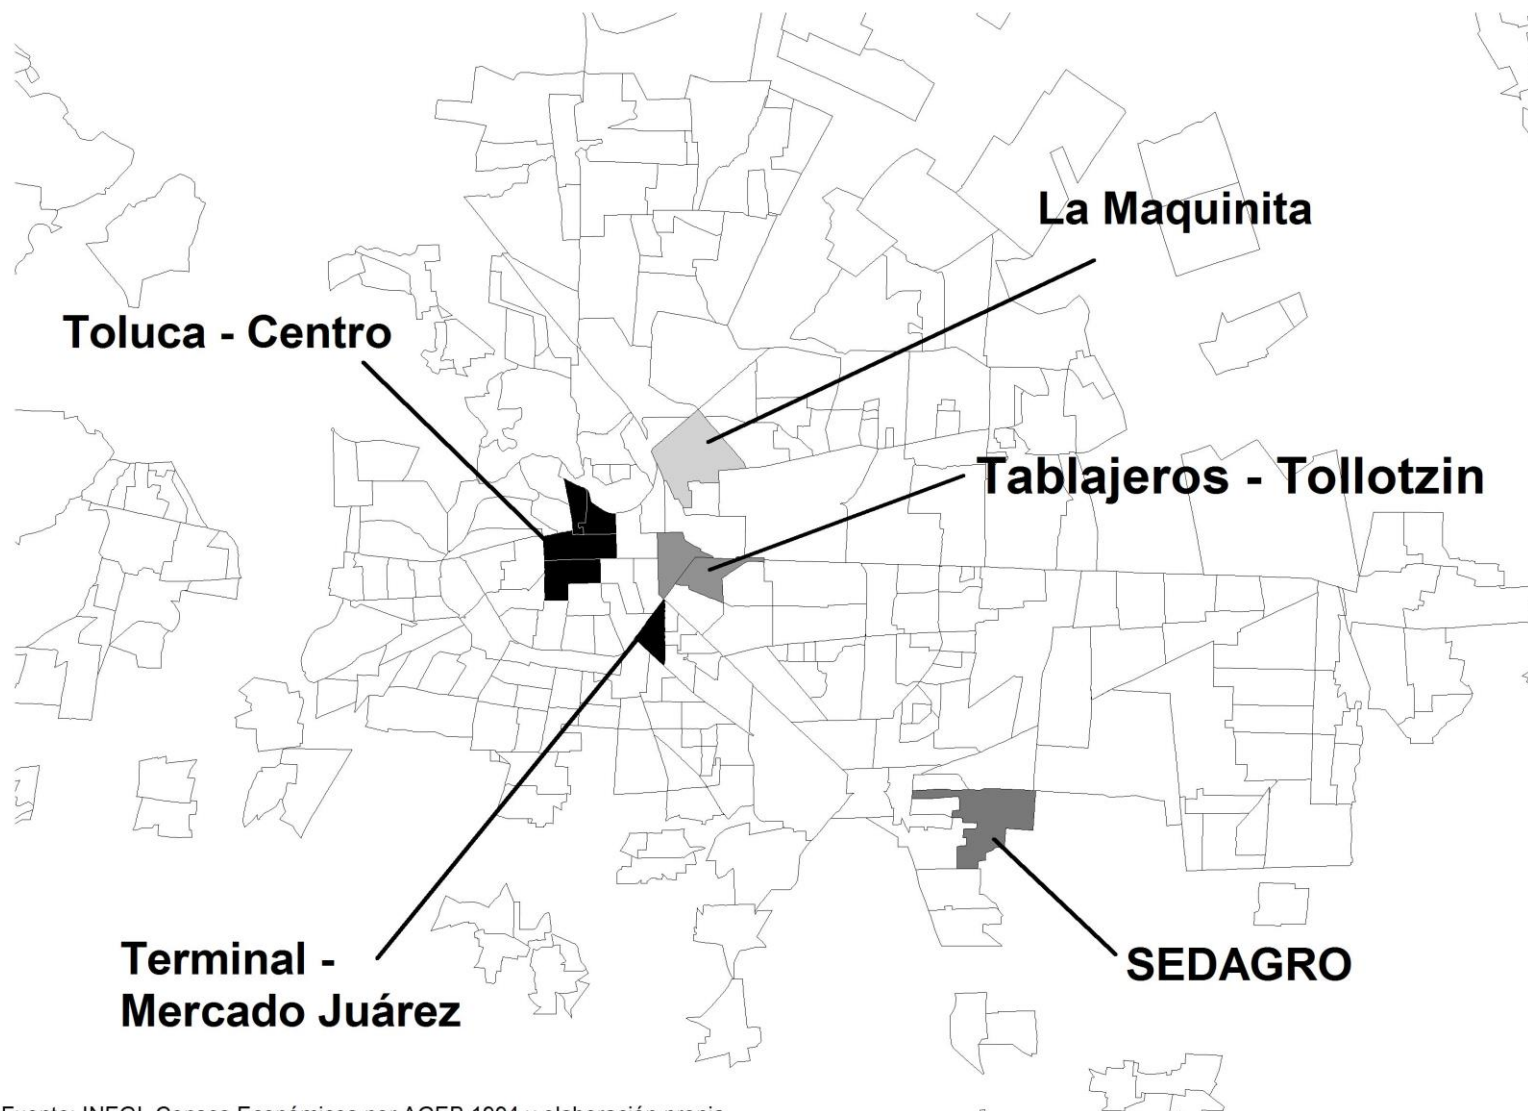 La Maquinita
Toluca - Centro
Tablajeros - Tollotzin
Terminal -
Mercado Juárez
SEDAGRO
Fuente: INEGI, Censos Económicos por AGEB 1994 y elaboración propia